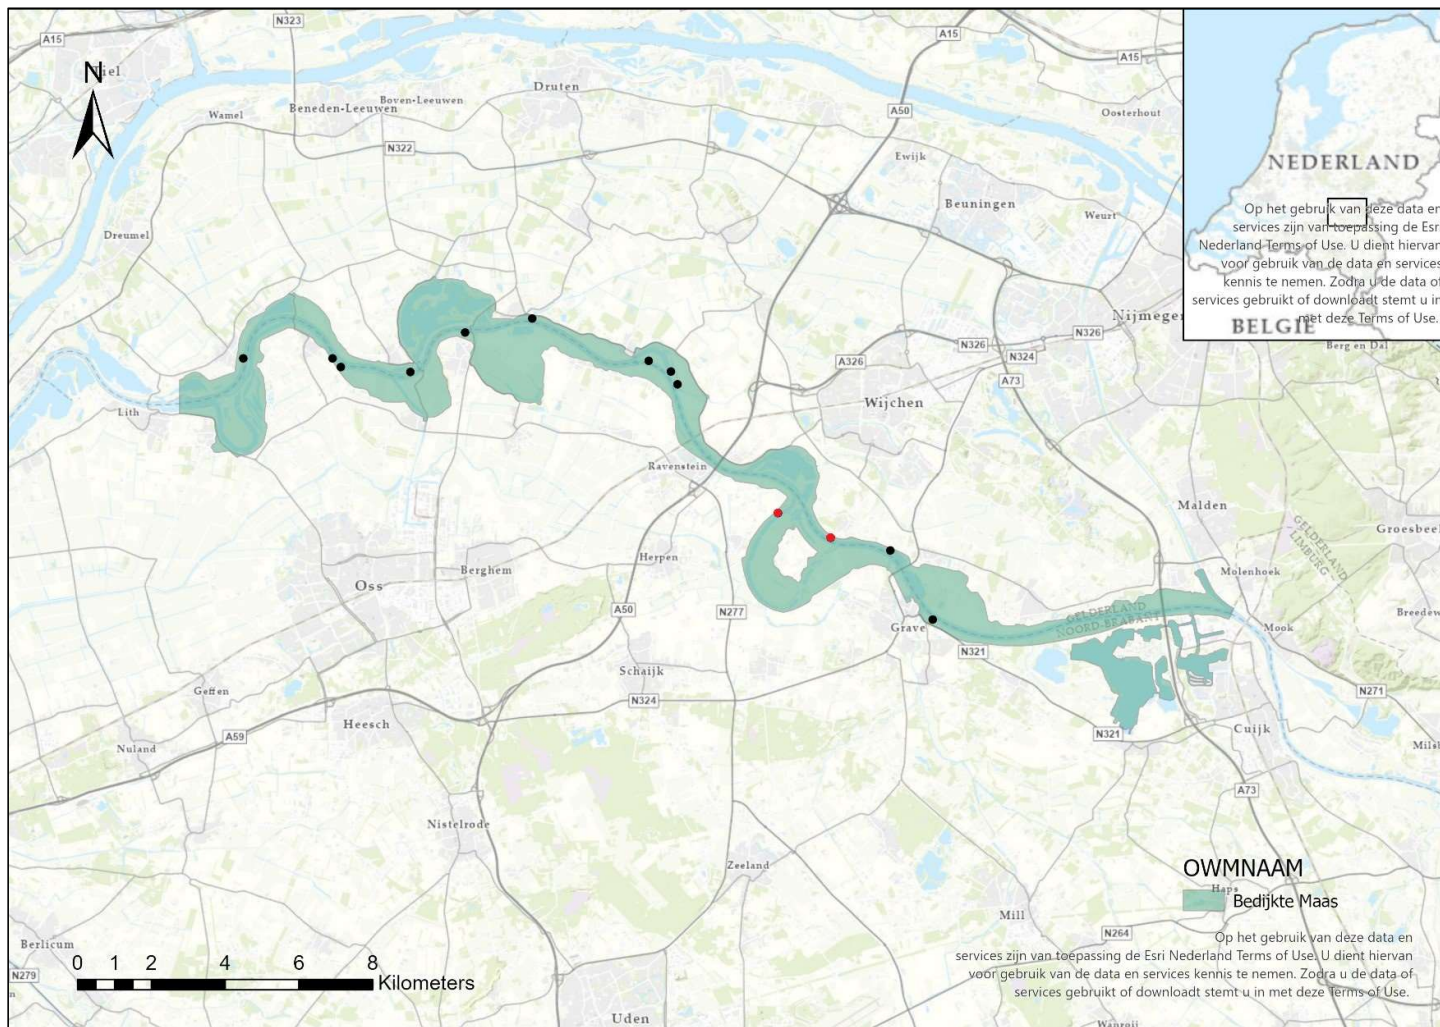 N323
A15
A15
A15
Tiel
N
Druten
Boven-Leeuwen
Beneden-Leeuwen
Wamel
A50
Oosterhout
N322
Ewijk
Beuningen
Weurt
Dreumel
NEDERLAND
Op het gebruik van deze data en
services zijn van toepassing de Esri
Nederland Terms of Use. U dient hiervan
voor gebruik van de data en services
kennis te nemen. Zodra u de data of
services gebruikt of downloadt stemt u in
met deze Terms of Use.
BELGIË
Nijmegen
N326
N326
N324
Berg en Dal
A326
A73
Lith
Wijchen
Ravenstein
Malden
Groesbeek
GELDERLAND
LIMBURG
Herpen
Berghem
Oss
Molenhoek
A50
N277
GELDERLAND
NOORD-BRABANT
Breedew
Grave
Mook
N321
Schaijk
Geffen
N324
N271
Heesch
A59
Nuland
N321
Cuijk
Milsb
A73
Nistelrode
Zeeland
OWMNAAM
Haps
Bedijkte Maas
Mill
N264
Berlicum
Op het gebruik van deze data en
services zijn van toepassing de Esri Nederland Terms of Use. U dient hiervan
voor gebruik van de data en services kennis te nemen. Zodra u de data of
services gebruikt of downloadt stemt u in met deze Terms of Use.
0 1 2 4 6 8
Kilometers
N279
Uden
Wanroij